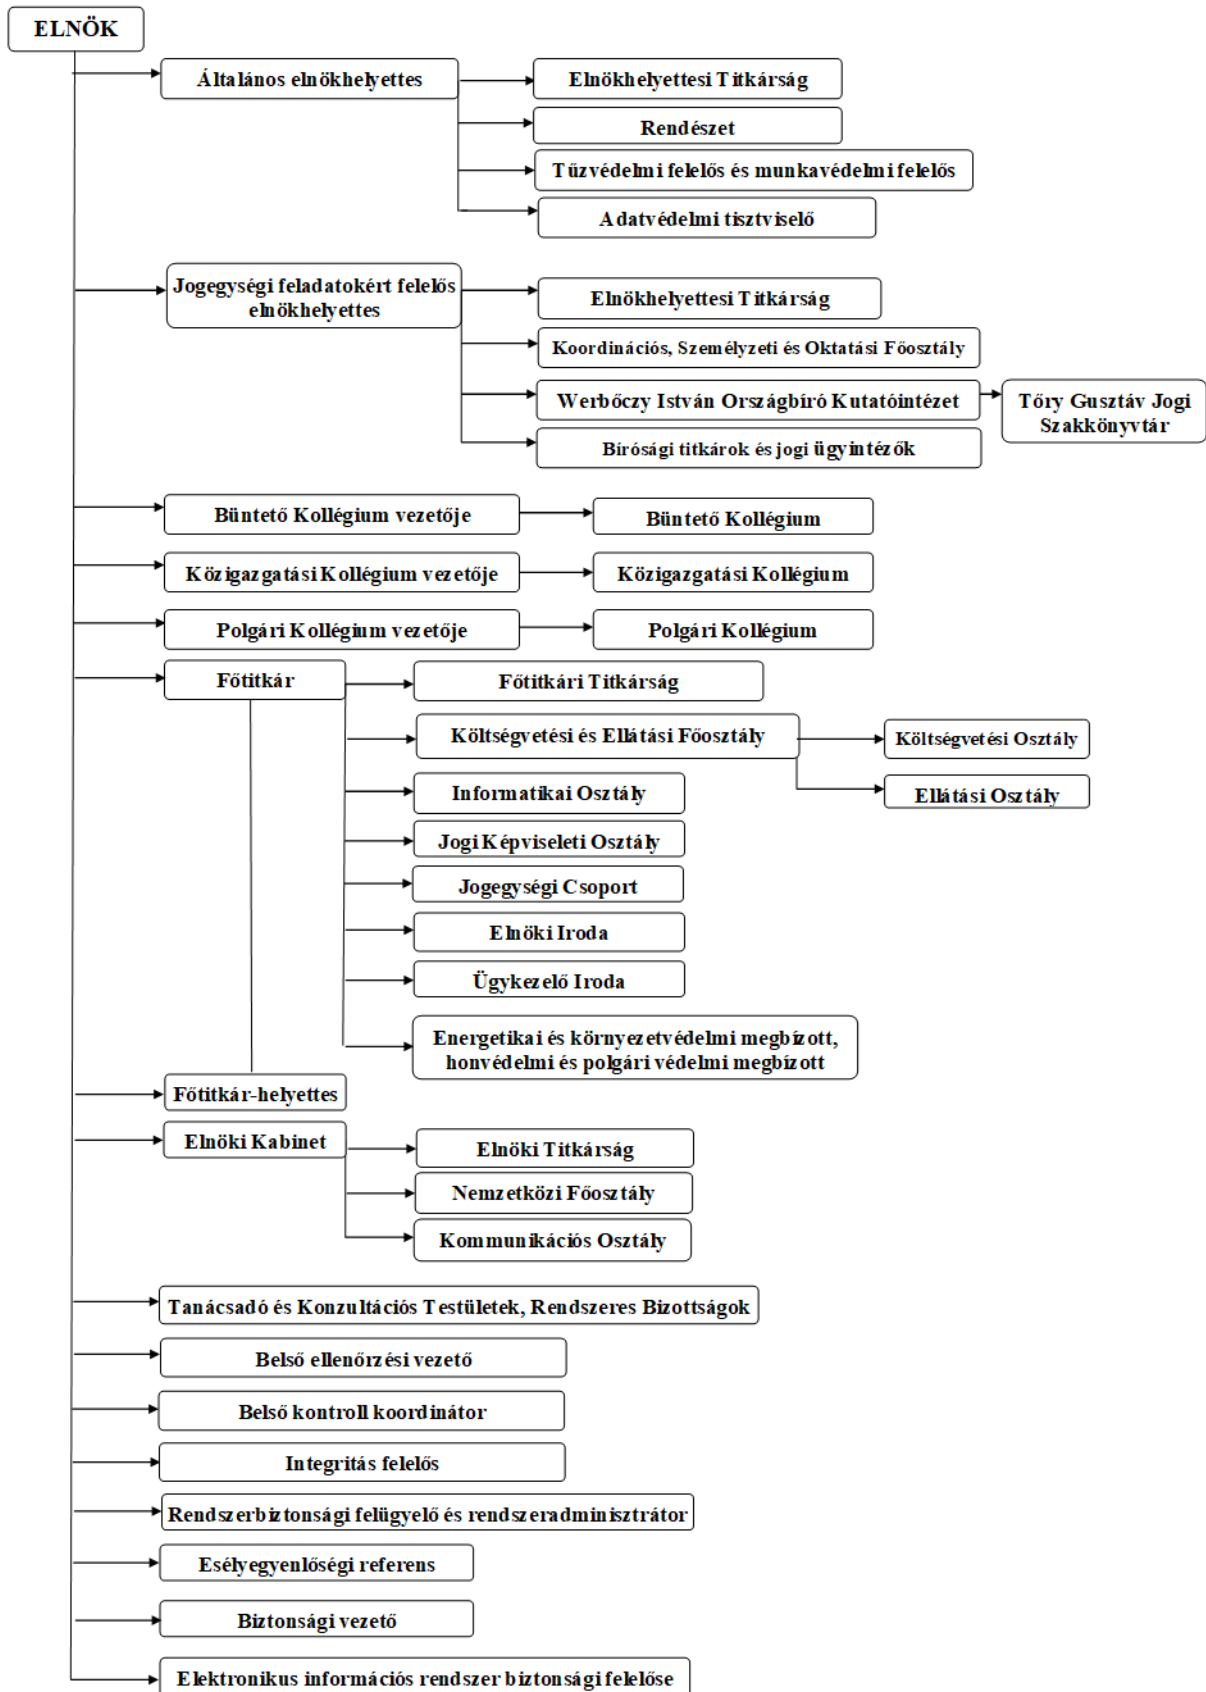 ELNÖK
Általános elnökhelyettes
Elnökhelyettesi Titkárság
Rendészet
Tűzvédelmi felelős és munkavédelmi felelős
Adatvédelmi tisztviselő
Jogegységi feladatokért felelős
elnökhelyettes
Elnökhelyettesi Titkárság
Koordinációs, Személyzeti és Oktatási Főosztály
Werbőczy István Országbíró Kutatóintézet
Tőry Gusztáv Jogi
Szakkönyvtár
Bírósági titkárok és jogi ügyintézők
Büntető Kollégium vezetője
Büntető Kollégium
Közigazgatási Kollégium vezetője
Közigazgatási Kollégium
Polgári Kollégium vezetője
Polgári Kollégium
Főtitkár
Főtitkári Titkárság
Költségvetési és Ellátási Főosztály
Költségvetési Osztály
Ellátási Osztály
Informatikai Osztály
Jogi Képviseleti Osztály
Jogegységi Csoport
Elnöki Iroda
Ügykezelő Iroda
Energetikai és környezetvédelmi megbízott,
honvédelmi és polgári védelmi megbízott
Főtitkár-helyettes
Elnöki Kabinet
Elnöki Titkárság
Nemzetközi Főosztály
Kommunikációs Osztály
Tanácsadó és Konzultációs Testületek, Rendszeres Bizottságok
Belső ellenőrzési vezető
Belső kontroll koordinátor
Integritás felelős
Rendszerbiztonsági felügyelő és rendszeradminisztrátor
Esélyegyenlőségi referens
Biztonsági vezető
Elektronikus információs rendszer biztonsági felelőse